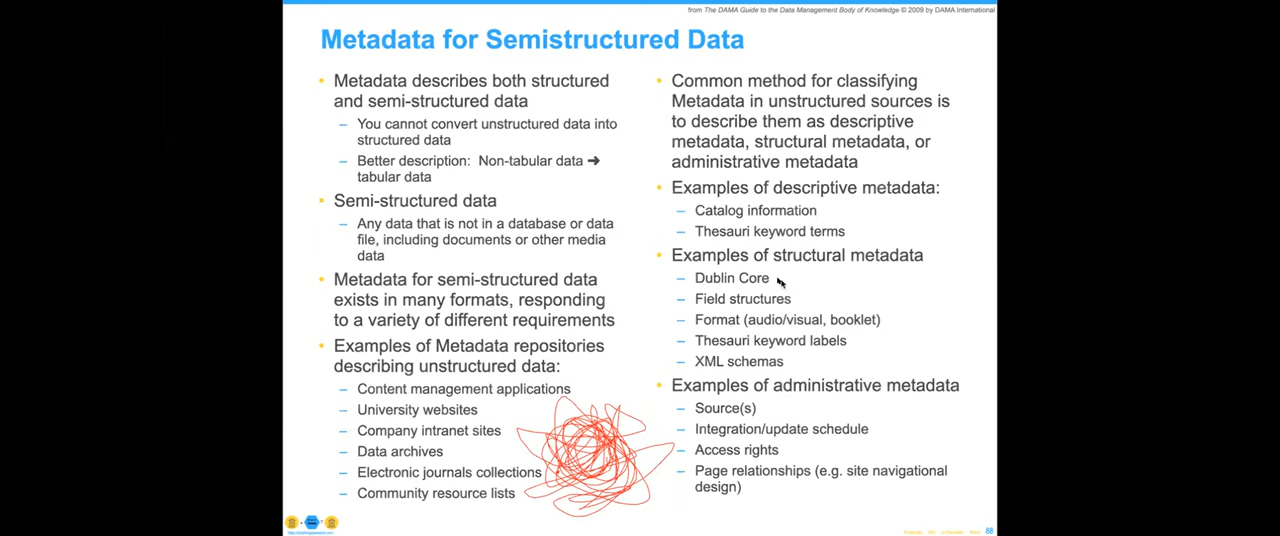 from The DAMA Guide to the Data Management Body of Knowledge © 2009 by DAMA International
Metadata for Semistructured Data
• Metadata describes both structured
and semi-structured data
– You cannot convert unstructured data into
structured data
– Better description: Non-tabular data ➔
tabular data
• Semi-structured data
– Any data that is not in a database or data
file, including documents or other media
data
• Metadata for semi-structured data
exists in many formats, responding
to a variety of different requirements
• Examples of Metadata repositories
describing unstructured data:
– Content management applications
– University websites
– Company intranet sites
– Data archives
– Electronic journals collections
– Community resource lists
• Common method for classifying
Metadata in unstructured sources is
to describe them as descriptive
metadata, structural metadata, or
administrative metadata
• Examples of descriptive metadata:
– Catalog information
– Thesauri keyword terms
• Examples of structural metadata
– Dublin Core
– Field structures
– Format (audio/visual, booklet)
– Thesauri keyword labels
– XML schemas
• Examples of administrative metadata
– Source(s)
– Integration/update schedule
– Access rights
– Page relationships (e.g. site navigational
design)
88